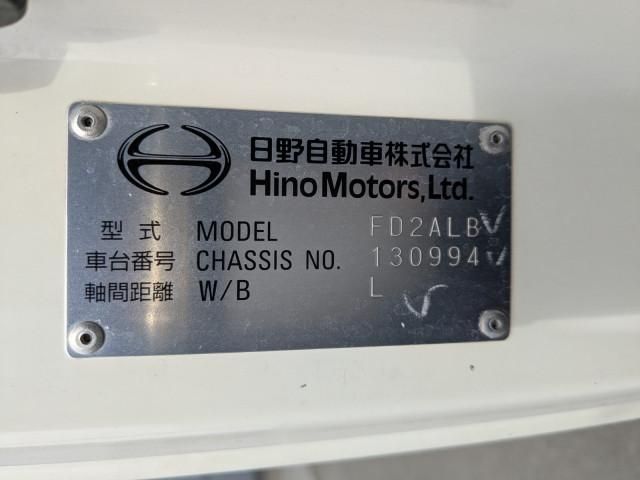 日野自動車株式会社
Hino Motors, Ltd.
型式 MODEL FD2ALB
車台番号 CHASSIS NO. 130994
軸間距離 W/B L